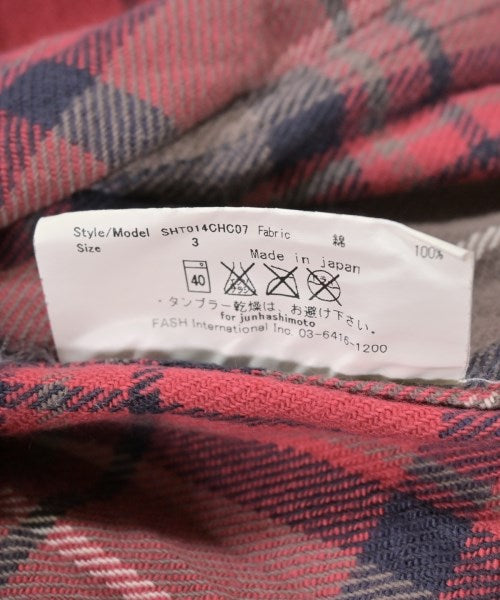 Style/Model SHT014CHC07 Fabric 綿 100%
Size 3
Made in japan
40
・タンブラー乾燥は、お避け下さい。
for junhashimoto
FASH International Inc. 03-6416-1200